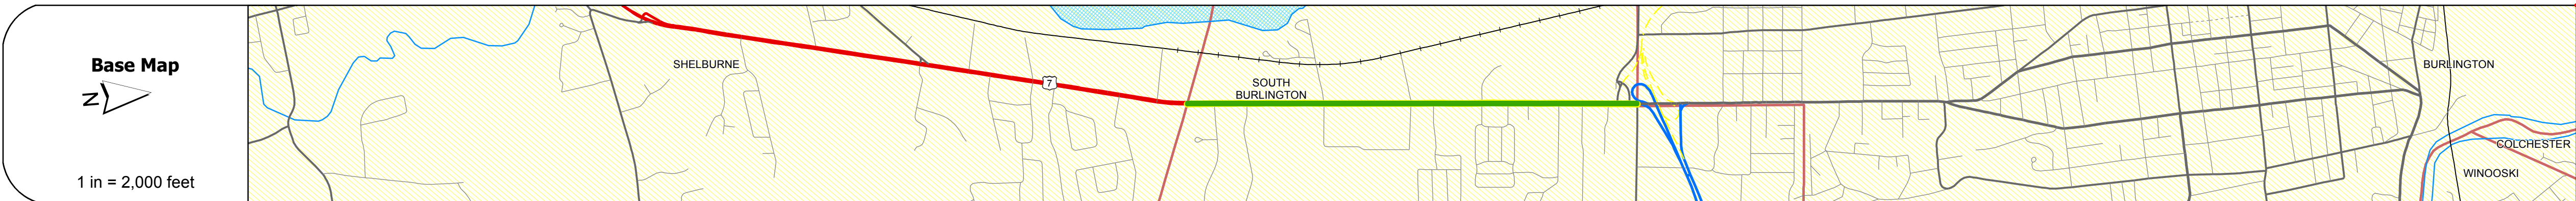 Base Map
N
1 in = 2,000 feet
SHELBURNE
7
SOUTH
BURLINGTON
BURLINGTON
COLCHESTER
WINOOSKI